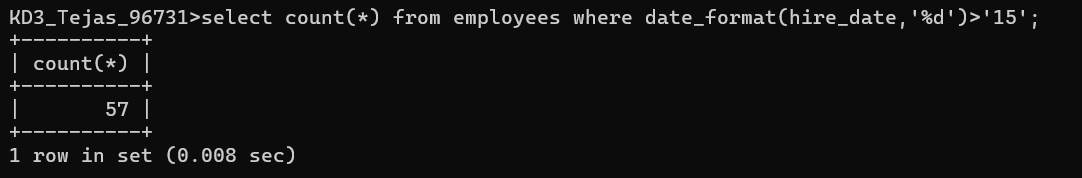 KD3_Tejas_96731>select count(*) from employees where date_format(hire_date,'%d')>'15';
+----------+
| count(*) |
+----------+
|       57 |
+----------+
1 row in set (0.008 sec)